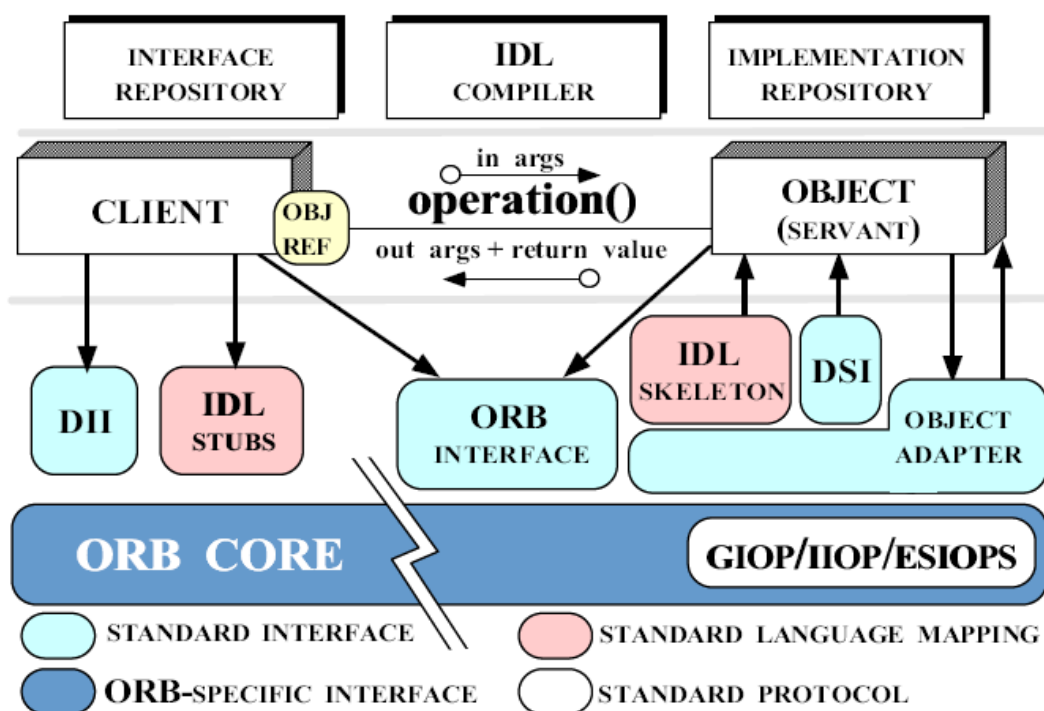 INTERFACE
REPOSITORY
IDL
COMPILER
IMPLEMENTATION
REPOSITORY
CLIENT
OBJ
REF
in args
operation()
out args + return value
OBJECT
(SERVANT)
DII
IDL
STUBS
ORB
INTERFACE
IDL
SKELETON
DSI
OBJECT
ADAPTER
ORB CORE
GIOP/IIOP/ESIOPS
STANDARD INTERFACE
STANDARD LANGUAGE MAPPING
ORB-SPECIFIC INTERFACE
STANDARD PROTOCOL